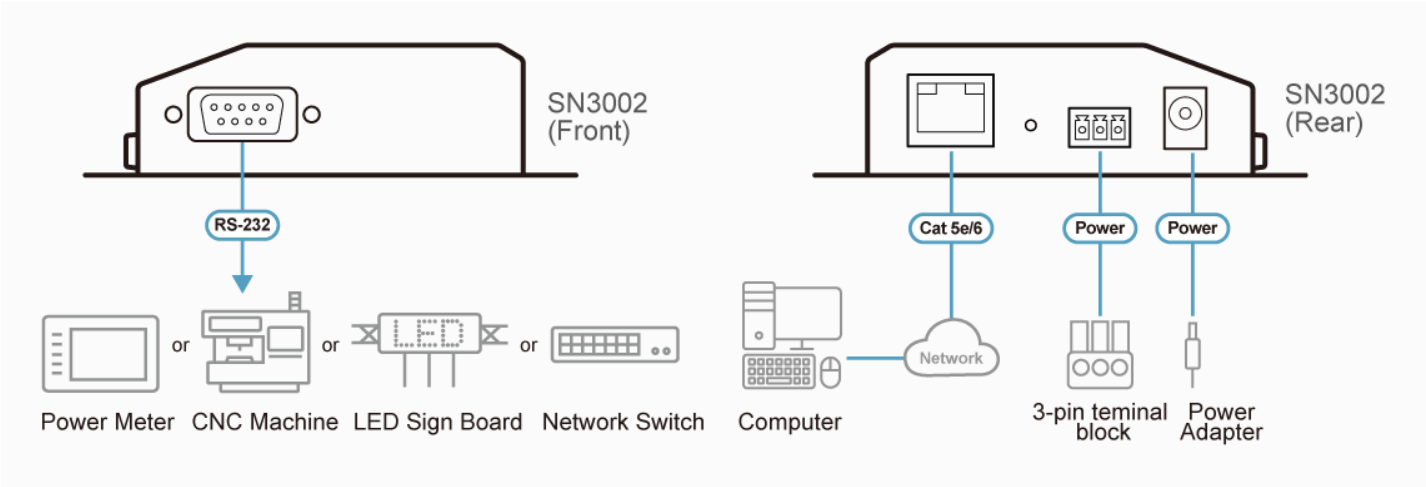 SN3002
(Front)
RS-232
or
or
or
LED
Power Meter
CNC Machine
LED Sign Board
Network Switch
SN3002
(Rear)
Cat 5e/6
Power
Power
Network
Computer
3-pin teminal
block
Power
Adapter